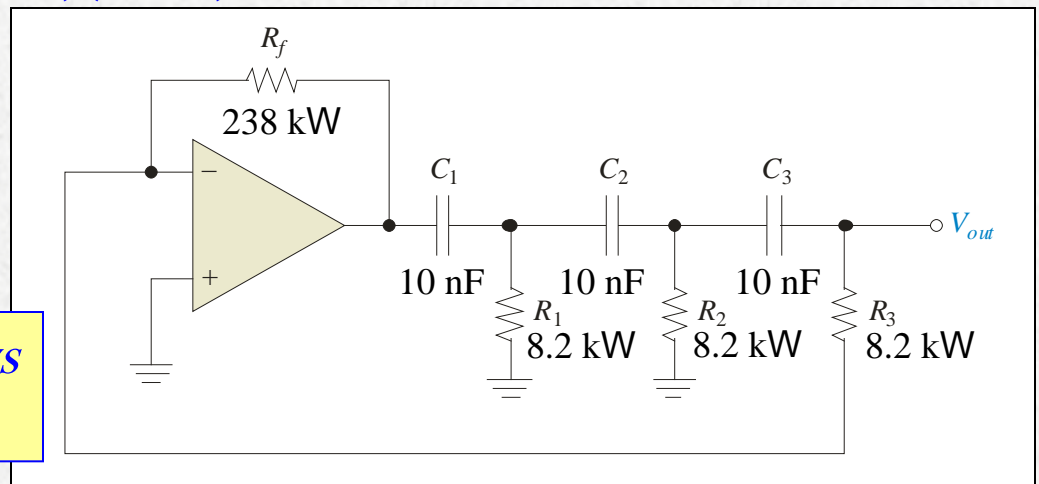 R_f
238 kW
−
+
C_1
C_2
C_3
V_out
10 nF
10 nF
10 nF
R_1
R_2
R_3
8.2 kW
8.2 kW
8.2 kW